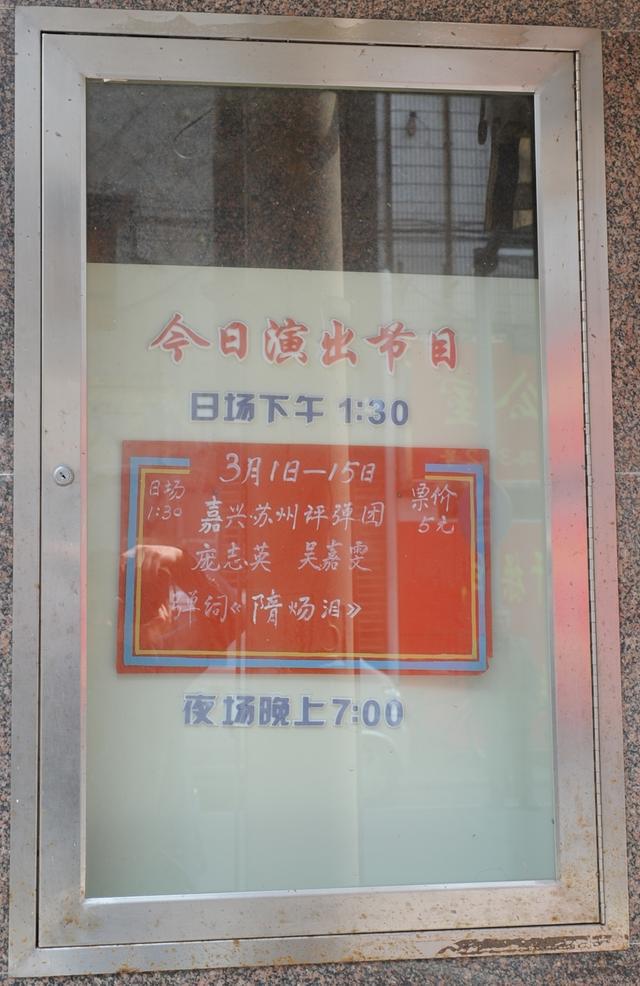 今日演出节目
日场下午 1:30
3月1日—15日
日场
1:30
票价
5元
嘉兴·苏州评弹团
庞志英 吴嘉雯
弹词《隋炀泪》
夜场晚上7:00